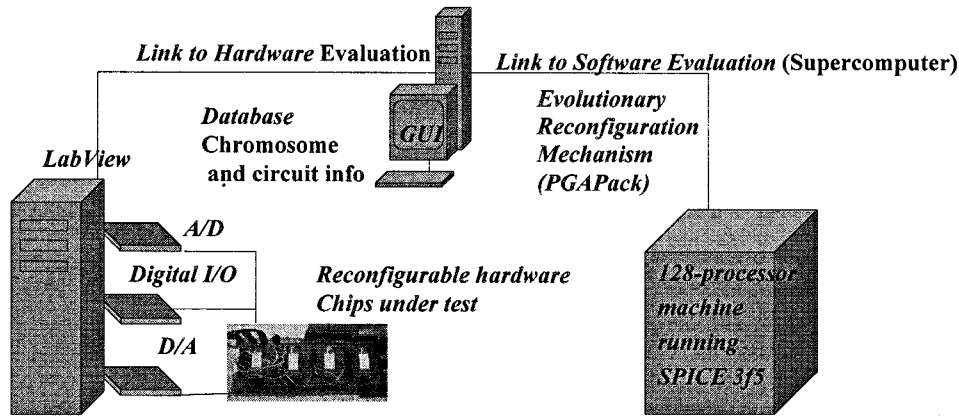 Link to Hardware Evaluation
Link to Software Evaluation (Supercomputer)
Database
Chromosome
and circuit info
GUI
Evolutionary
Reconfiguration
Mechanism
(PGAPack)
LabView
A/D
Digital I/O
D/A
Reconfigurable hardware
Chips under test
128-processor
machine
running
SPICE 3f5